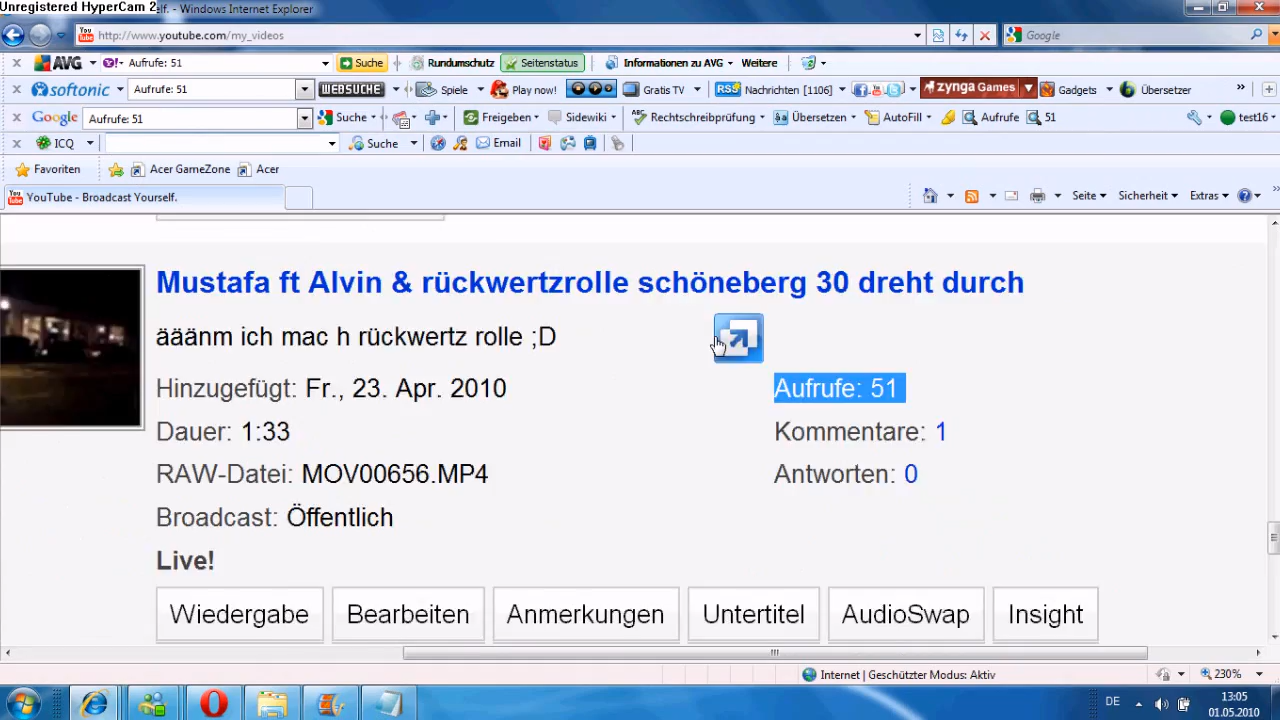 Unregistered HyperCam 2 elf. - Windows Internet Explorer
http://www.youtube.com/my_videos Google
AVG Y! Aufrufe: 51 Suche Rundumschutz Seitenstatus Informationen zu AVG Weitere
softonic Aufrufe: 51 WEBSUCHE Spiele Play now! Gratis TV RSS Nachrichten [1106] zynga Games Gadgets Übersetzer
Google Aufrufe: 51 Suche Freigeben Sidewiki Rechtschreibprüfung Übersetzen AutoFill Aufrufe 51 test16
ICQ Suche Email
Favoriten Acer GameZone Acer
YouTube - Broadcast Yourself. Seite Sicherheit Extras
Mustafa ft Alvin & rückwertzrolle schöneberg 30 dreht durch
ääänm ich mac h rückwertz rolle ;D
Hinzugefügt: Fr., 23. Apr. 2010 Aufrufe: 51
Dauer: 1:33 Kommentare: 1
RAW-Datei: MOV00656.MP4 Antworten: 0
Broadcast: Öffentlich
Live!
Wiedergabe Bearbeiten Anmerkungen Untertitel AudioSwap Insight
Internet | Geschützter Modus: Aktiv 230%
DE 13:05
01.05.2010